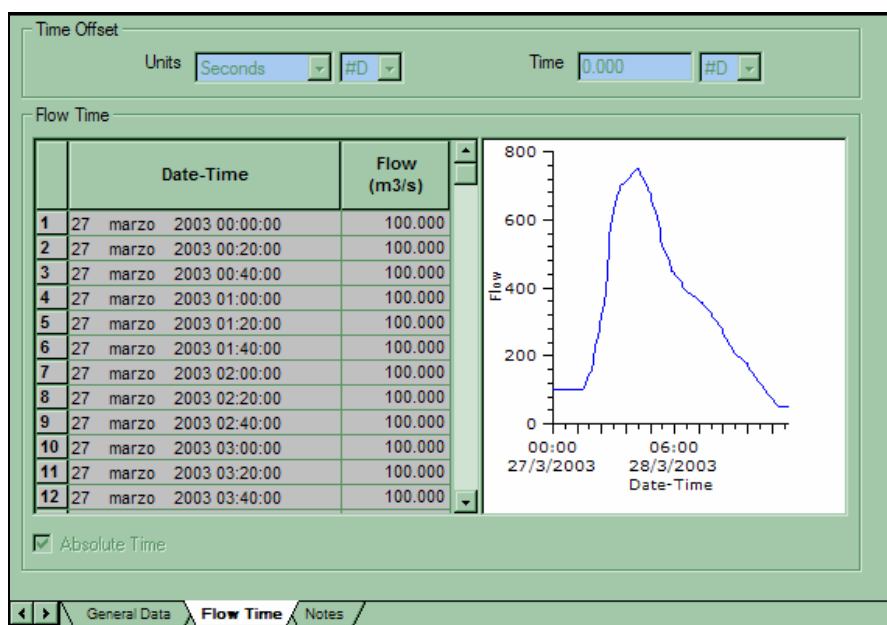 Time Offset
Units Seconds #D Time 0.000 #D
Flow Time
Date-Time Flow (m3/s)
1 27 marzo 2003 00:00:00 100.000
2 27 marzo 2003 00:20:00 100.000
3 27 marzo 2003 00:40:00 100.000
4 27 marzo 2003 01:00:00 100.000
5 27 marzo 2003 01:20:00 100.000
6 27 marzo 2003 01:40:00 100.000
7 27 marzo 2003 02:00:00 100.000
8 27 marzo 2003 02:20:00 100.000
9 27 marzo 2003 02:40:00 100.000
10 27 marzo 2003 03:00:00 100.000
11 27 marzo 2003 03:20:00 100.000
12 27 marzo 2003 03:40:00 100.000
800
600
400
200
0
Flow
00:00 06:00
27/3/2003 28/3/2003
Date-Time
Absolute Time
General Data Flow Time Notes